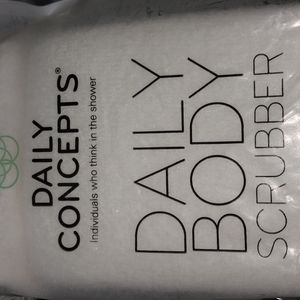 DAILY
CONCEPTS®
Individuals who think in the shower
DAILY
BODY
SCRUBBER